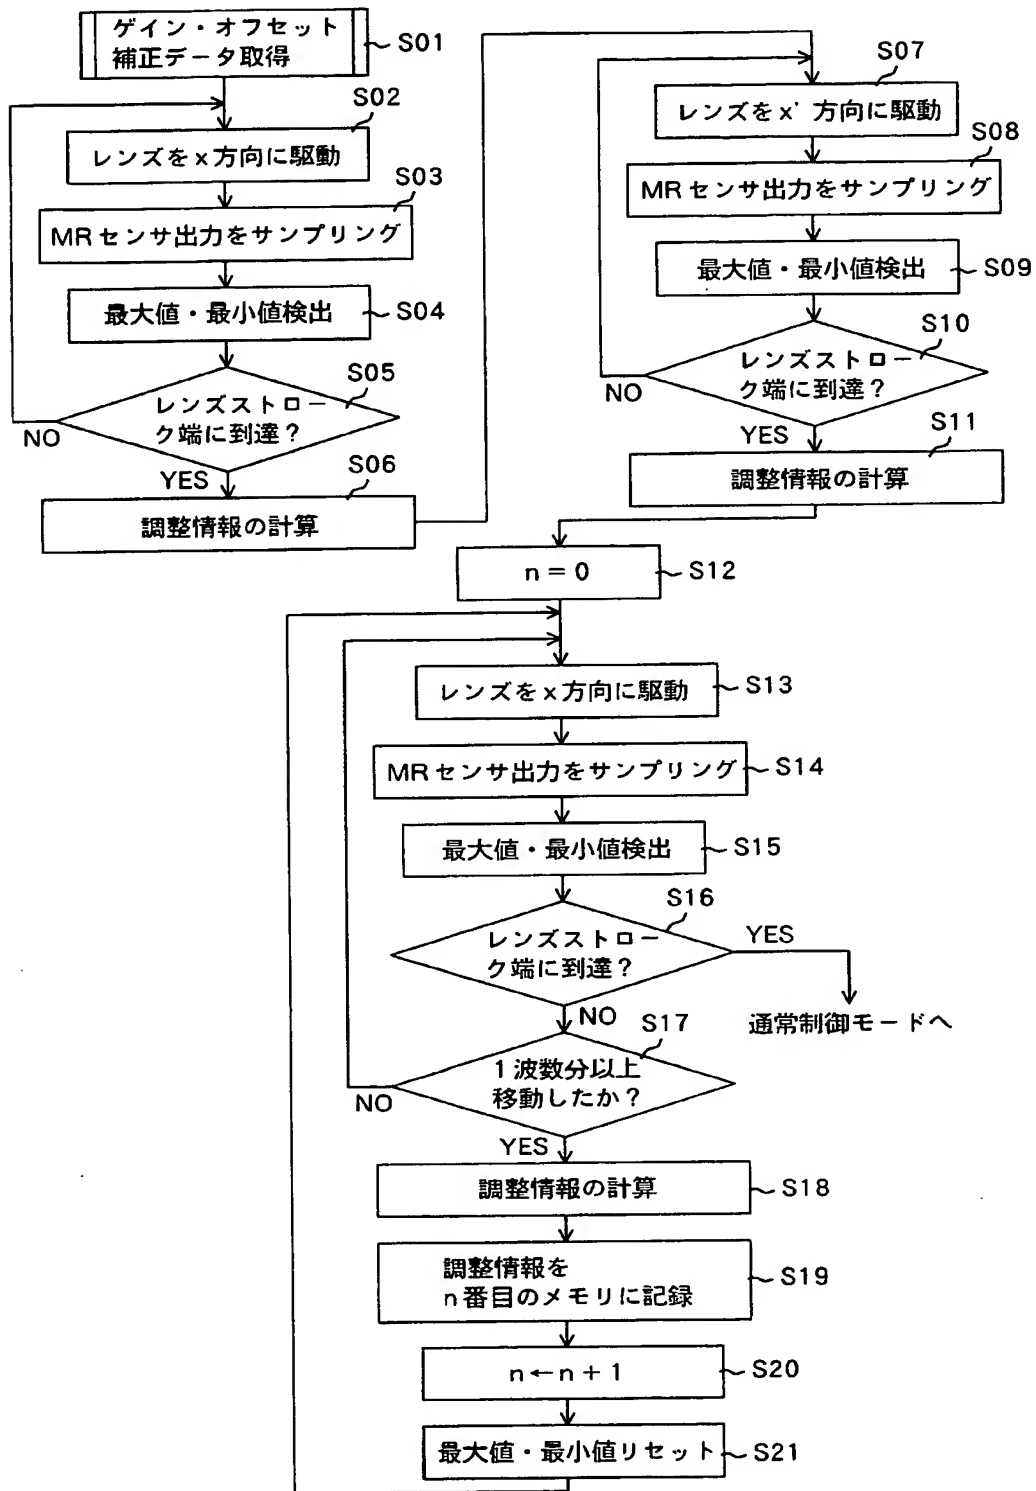 ゲイン・オフセット
補正データ取得
S01
S02
レンズをx方向に駆動
S03
MRセンサ出力をサンプリング
最大値・最小値検出
S04
S05
レンズストロー
ク端に到達?
NO
YES
S06
調整情報の計算
S07
レンズをx'方向に駆動
S08
MRセンサ出力をサンプリング
最大値・最小値検出
S09
S10
レンズストロー
ク端に到達?
NO
YES
S11
調整情報の計算
n=0
S12
レンズをx方向に駆動
S13
MRセンサ出力をサンプリング
S14
最大値・最小値検出
S15
S16
レンズストロー
ク端に到達?
YES
通常制御モードへ
NO
S17
1波数分以上
移動したか?
NO
YES
調整情報の計算
S18
調整情報を
n番目のメモリに記録
S19
n←n+1
S20
最大値・最小値リセット
S21